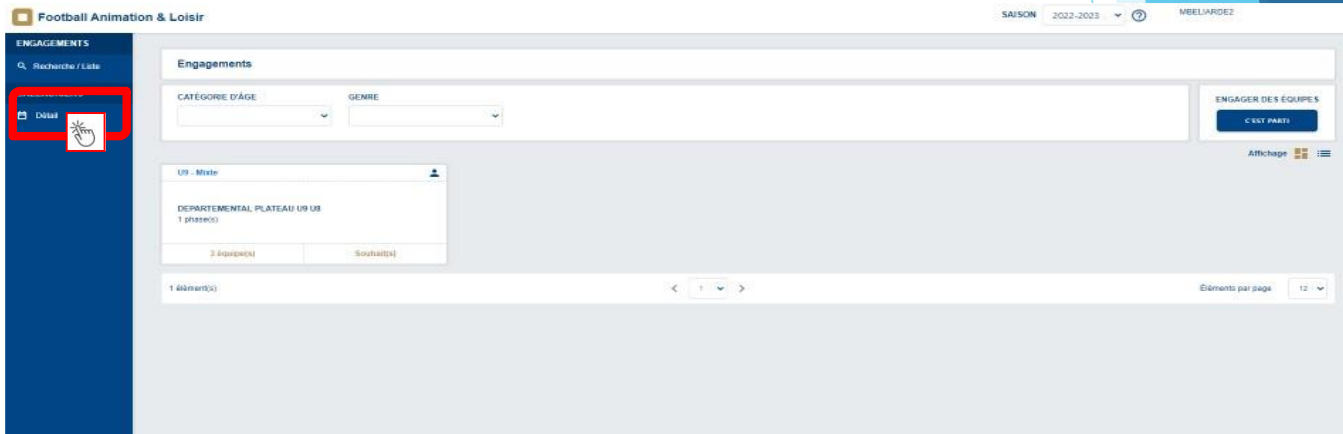 Football Animation & Loisir
SAISON 2022-2023
ENGAGEMENTS
Recherche / Liste
Détail
Engagements
CATÉGORIE D'ÂGE GENRE
ENGAGER DES ÉQUIPES
C'EST PARTI
Affichage
U9 - Mixte
DEPARTEMENTAL PLATEAU U9 U8
1 phase(s)
3 équipe(s) Souhait(s)
1 élément(s) 1 Éléments par page 12